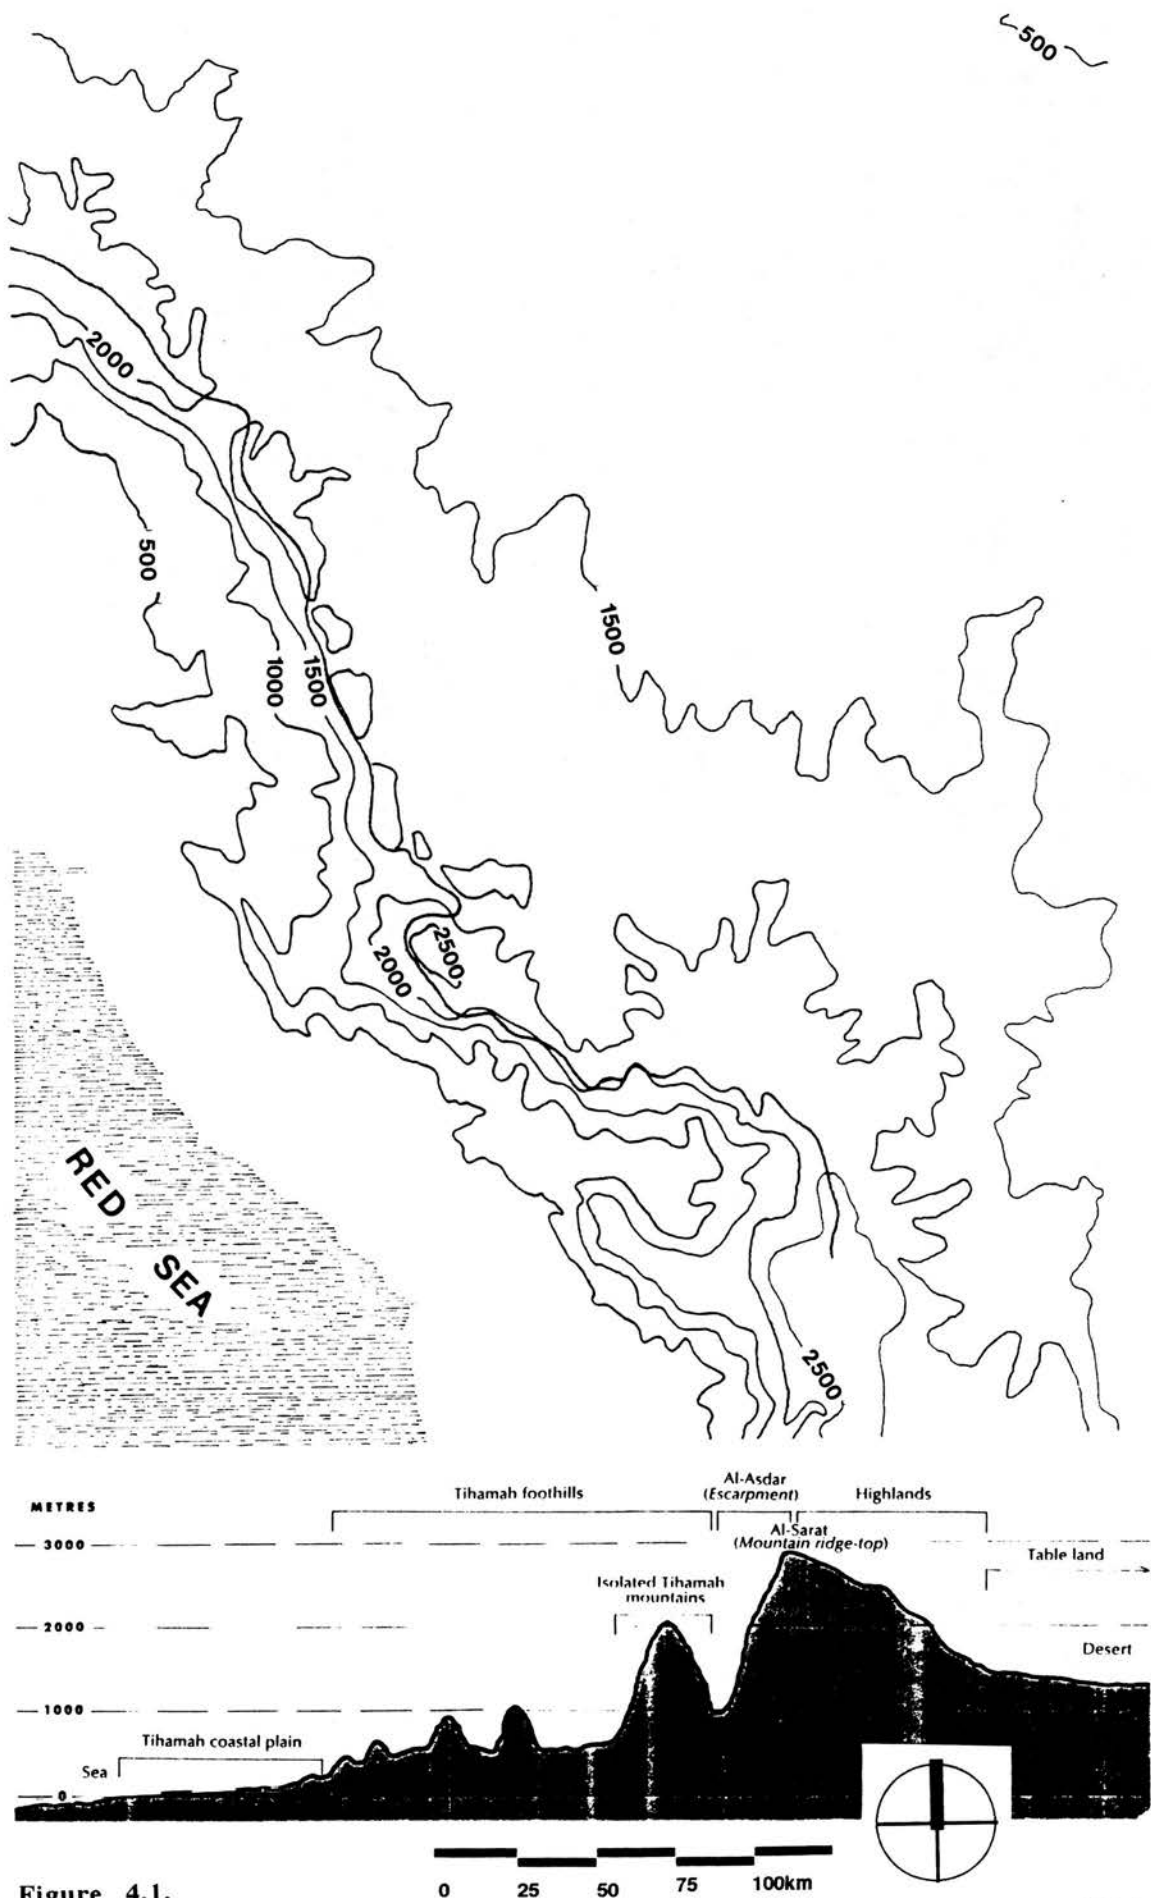 500
2000
500
1500
1000
1500
2500
2000
RED
SEA
2500
METRES
Tihamah foothills
Al-Asdar
(Escarpment)
Highlands
3000
Al-Sarat
(Mountain ridge-top)
Table land
Isolated Tihamah
mountains
2000
Desert
1000
Tihamah coastal plain
Sea
0
0 25 50 75 100km
Figure 4.1.